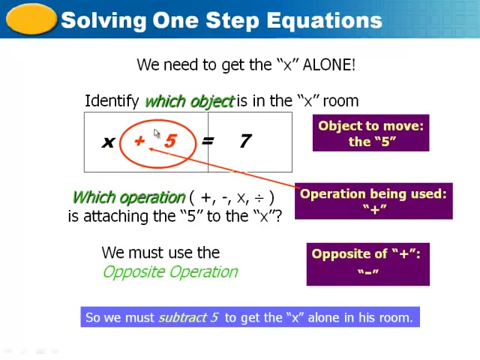 Solving One Step Equations
We need to get the “x” ALONE!
Identify which object is in the “x” room
x + 5 = 7
Object to move:
the “5”
Which operation ( +, -, x, ÷ )
is attaching the “5” to the “x”?
Operation being used:
“+”
We must use the
Opposite Operation
Opposite of “+”:
“-”
So we must subtract 5 to get the “x” alone in his room.